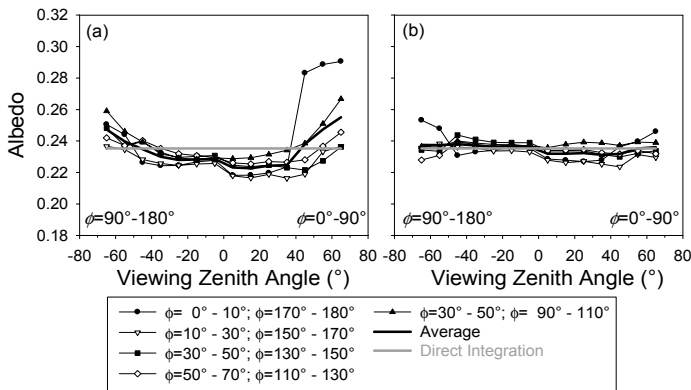 0.32
0.28
0.26
0.24
0.22
0.20
0.18
Albedo
(a)
ϕ=90°-180°
ϕ=0°-90°
-80 -60 -40 -20 0 20 40 60 80
Viewing Zenith Angle (°)
(b)
ϕ=90°-180°
ϕ=0°-90°
-80 -60 -40 -20 0 20 40 60 80
Viewing Zenith Angle (°)
ϕ= 0° - 10°; ϕ=170° - 180°
ϕ=10° - 30°; ϕ=150° - 170°
ϕ=30° - 50°; ϕ=130° - 150°
ϕ=50° - 70°; ϕ=110° - 130°
ϕ=30° - 50°; ϕ= 90° - 110°
Average
Direct Integration